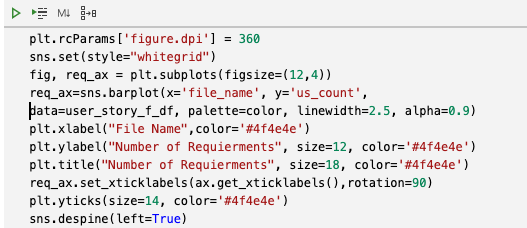 M↓
plt.rcParams['figure.dpi'] = 360
sns.set(style="whitegrid")
fig, req_ax = plt.subplots(figsize=(12,4))
req_ax=sns.barplot(x='file_name', y='us_count',
data=user_story_f_df, palette=color, linewidth=2.5, alpha=0.9)
plt.xlabel("File Name",color='#4f4e4e')
plt.ylabel("Number of Requierments", size=12, color='#4f4e4e')
plt.title("Number of Requierments", size=18, color='#4f4e4e')
req_ax.set_xticklabels(ax.get_xticklabels(),rotation=90)
plt.yticks(size=14, color='#4f4e4e')
sns.despine(left=True)